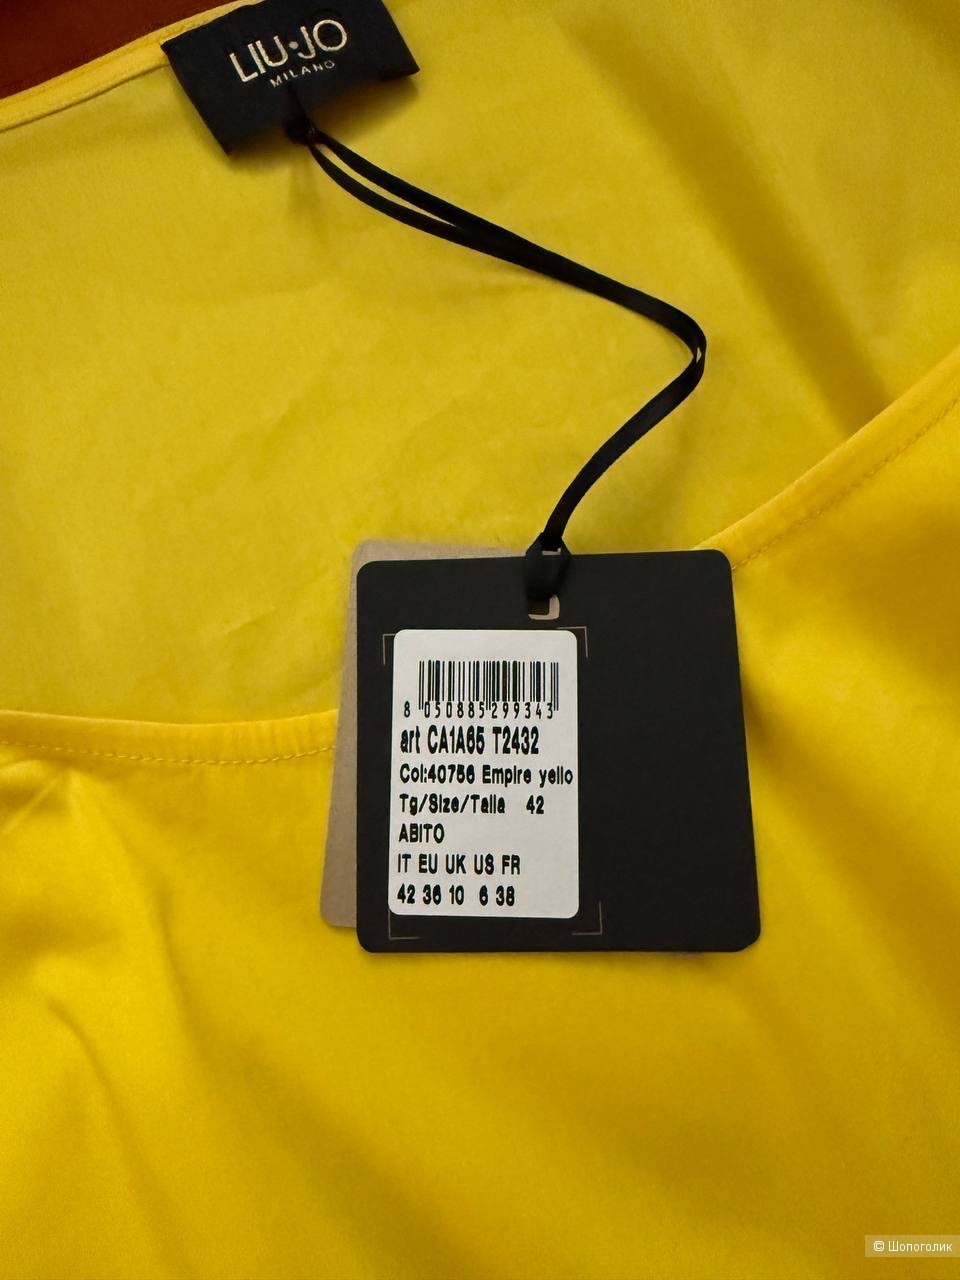 LIU·JO
MILANO
8 050885 299343
art CA1A65 T2432
Col:40756 Empire yello
Tg/Size/Talla 42
ABITO
IT EU UK US FR
42 36 10 6 38
© Шопоголик